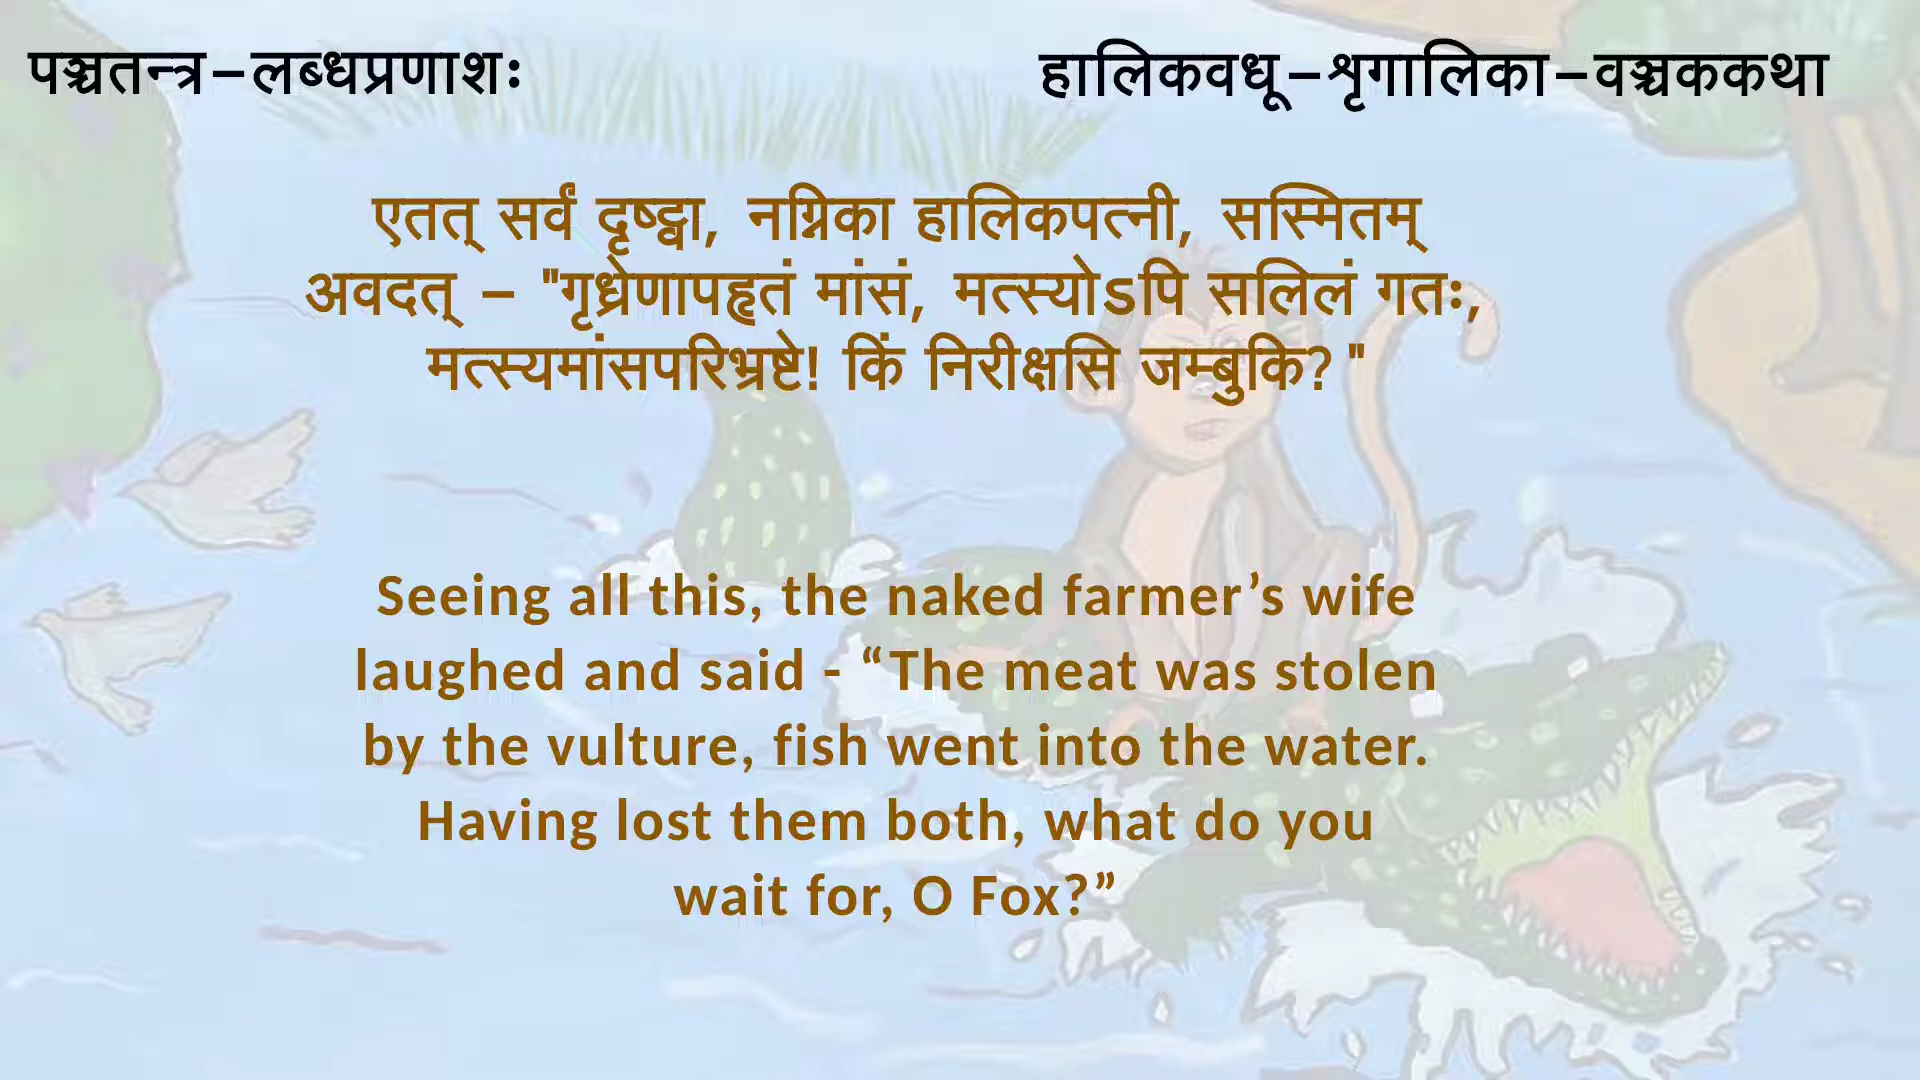 पञ्चतन्त्र–लब्धप्रणाशः
हालिकवधू–शृगालिका–वञ्चककथा
एतत् सर्वं दृष्ट्वा, नग्निका हालिकपत्नी, सस्मितम्
अवदत् – "गृध्रेणापहृतं मांसं, मत्स्योऽपि सलिलं गतः,
मत्स्यमांसपरिभ्रष्टे! किं निरीक्षसि जम्बुकि? "
Seeing all this, the naked farmer’s wife
laughed and said - “The meat was stolen
by the vulture, fish went into the water.
Having lost them both, what do you
wait for, O Fox?”